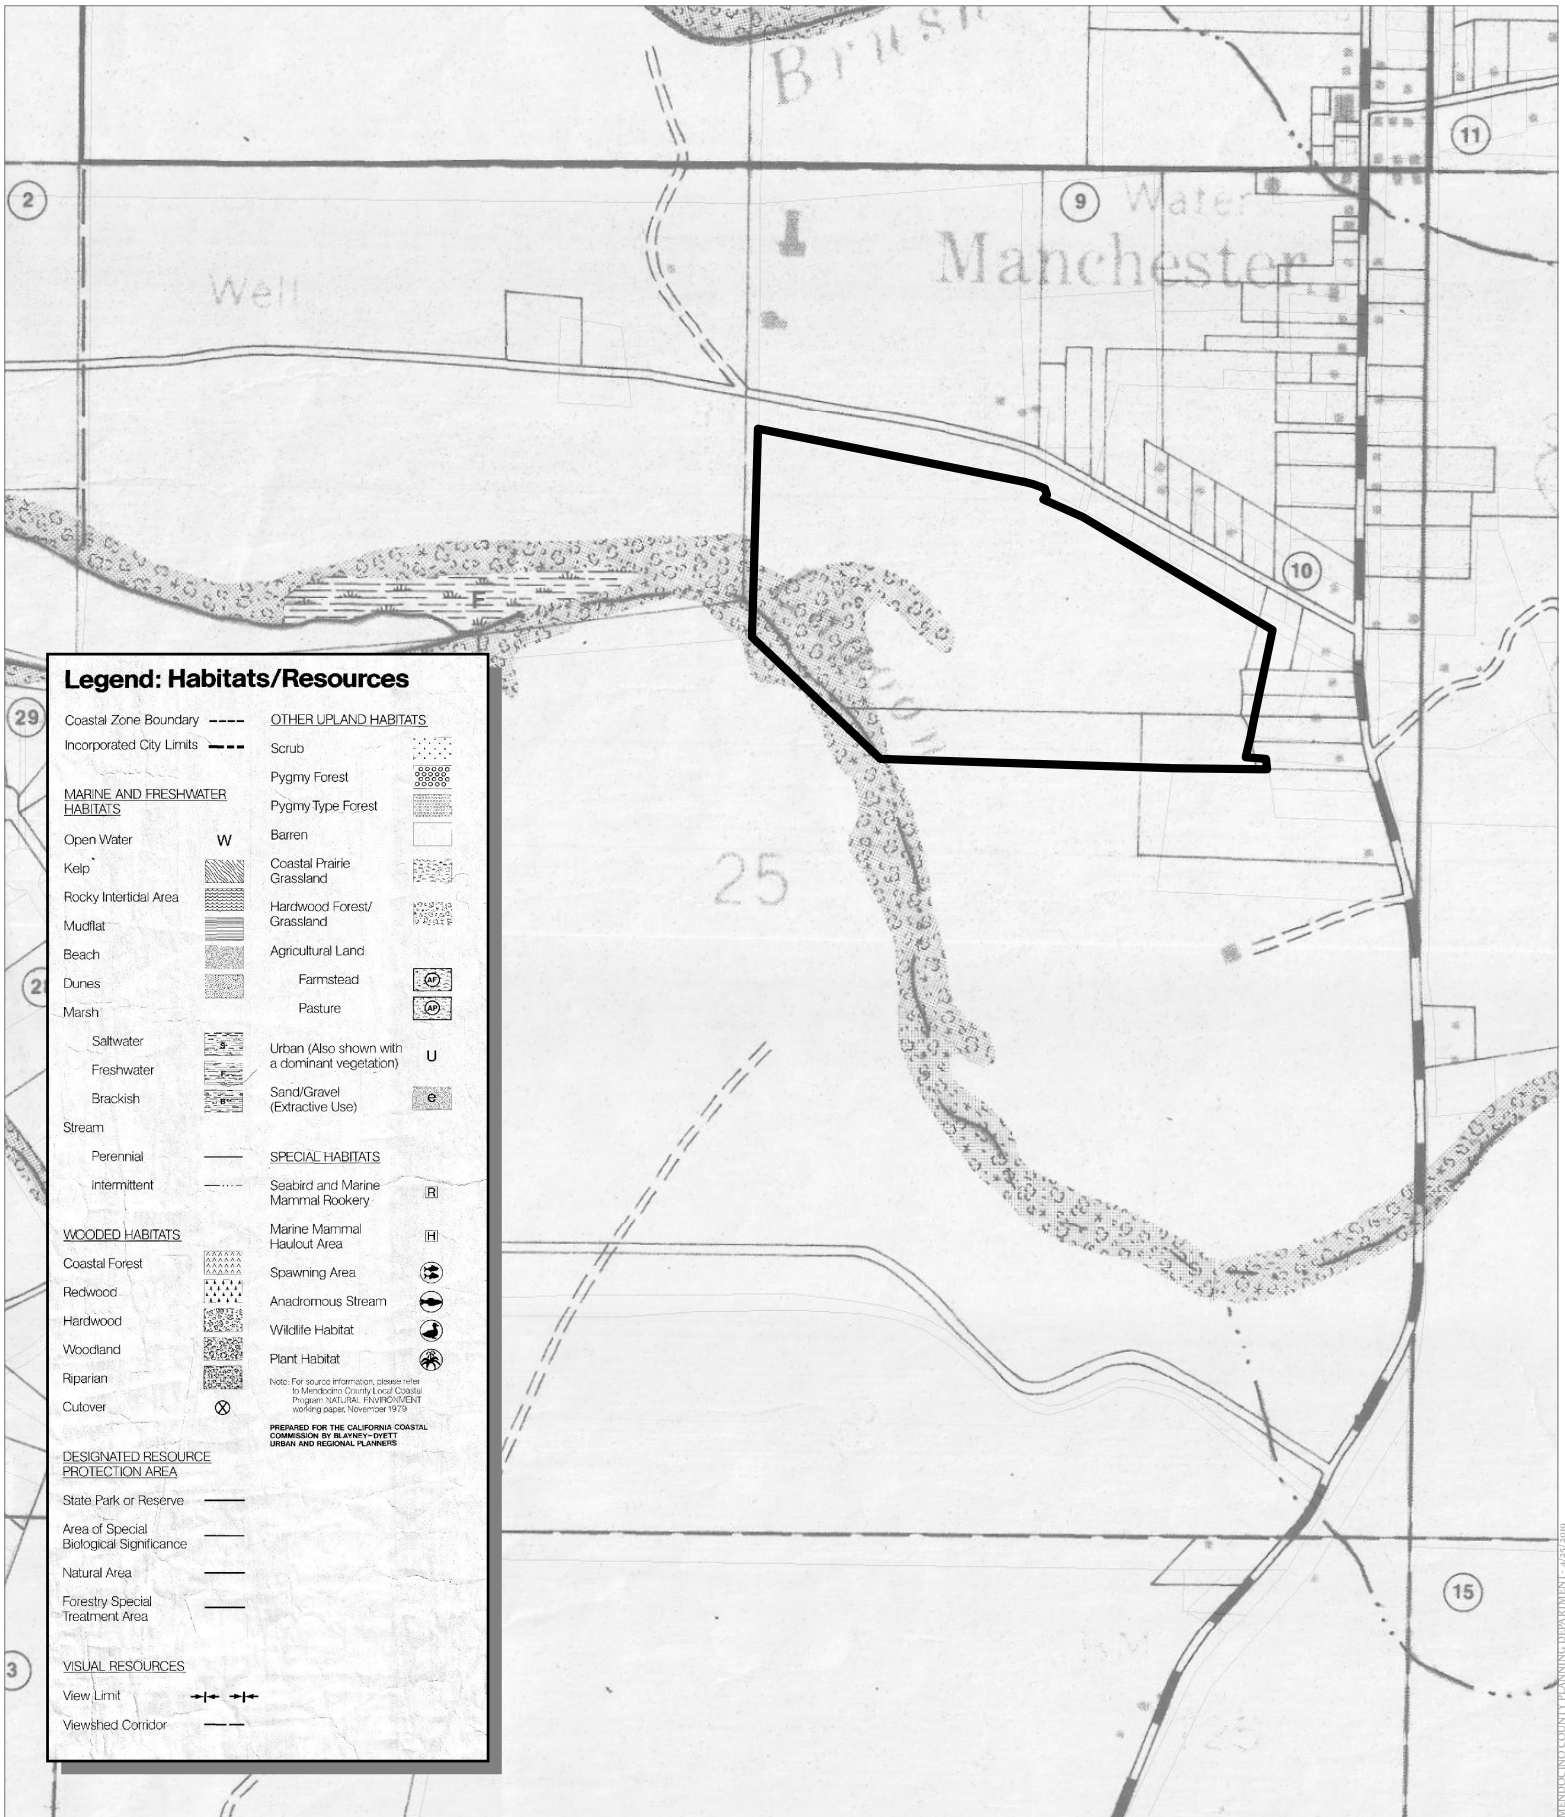 Brush
11
2
9
Water
Manchester
Well
10
F
Legend: Habitats/Resources
Coastal Zone Boundary
Incorporated City Limits
MARINE AND FRESHWATER
HABITATS
Open Water W
Kelp
Rocky Intertidal Area
Mudflat
Beach
Dunes
Marsh
Saltwater S
Freshwater F
Brackish B
Stream
Perennial
intermittent
WOODED HABITATS
Coastal Forest
Redwood
Hardwood
Woodland
Riparian
Cutover
DESIGNATED RESOURCE
PROTECTION AREA
State Park or Reserve
Area of Special
Biological Significance
Natural Area
Forestry Special
Treatment Area
VISUAL RESOURCES
View Limit
Viewshed Corridor
OTHER UPLAND HABITATS
Scrub
Pygmy Forest
Pygmy Type Forest
Barren
Coastal Prairie
Grassland
Hardwood Forest/
Grassland
Agricultural Land
Farmstead AF
Pasture AP
Urban (Also shown with
a dominant vegetation) U
Sand/Gravel
(Extractive Use) e
SPECIAL HABITATS
Seabird and Marine
Mammal Rookery R
Marine Mammal
Haulout Area H
Spawning Area
Anadromous Stream
Wildlife Habitat
Plant Habitat
Note: For source information, please refer
to Mendocino County Local Coastal
Program NATURAL ENVIRONMENT
working paper, November 1979
PREPARED FOR THE CALIFORNIA COASTAL
COMMISSION BY BLAYNEY-DYETT
URBAN AND REGIONAL PLANNERS
29
25
15
3
MENDOCINO COUNTY PLANNING DEPARTMENT - 4/25/2019